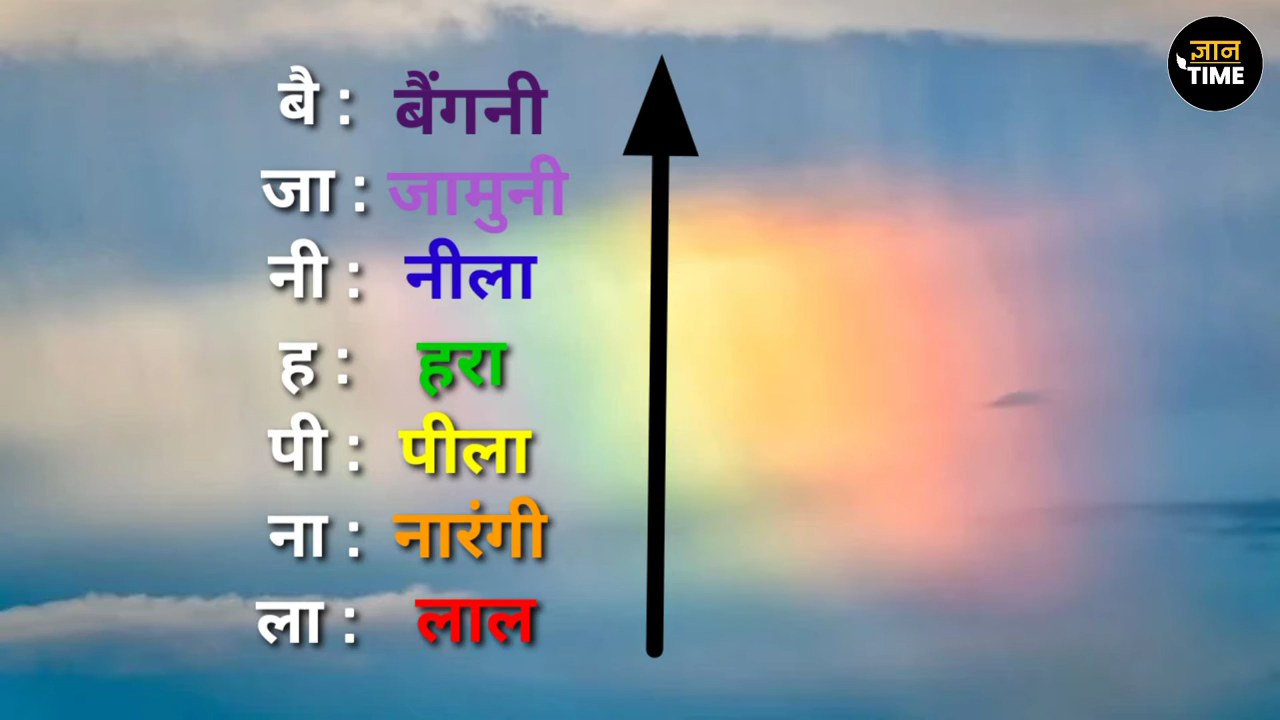 ज्ञान
TIME
बै : बैंगनी
जा : जामुनी
नी : नीला
ह : हरा
पी : पीला
ना : नारंगी
ला : लाल